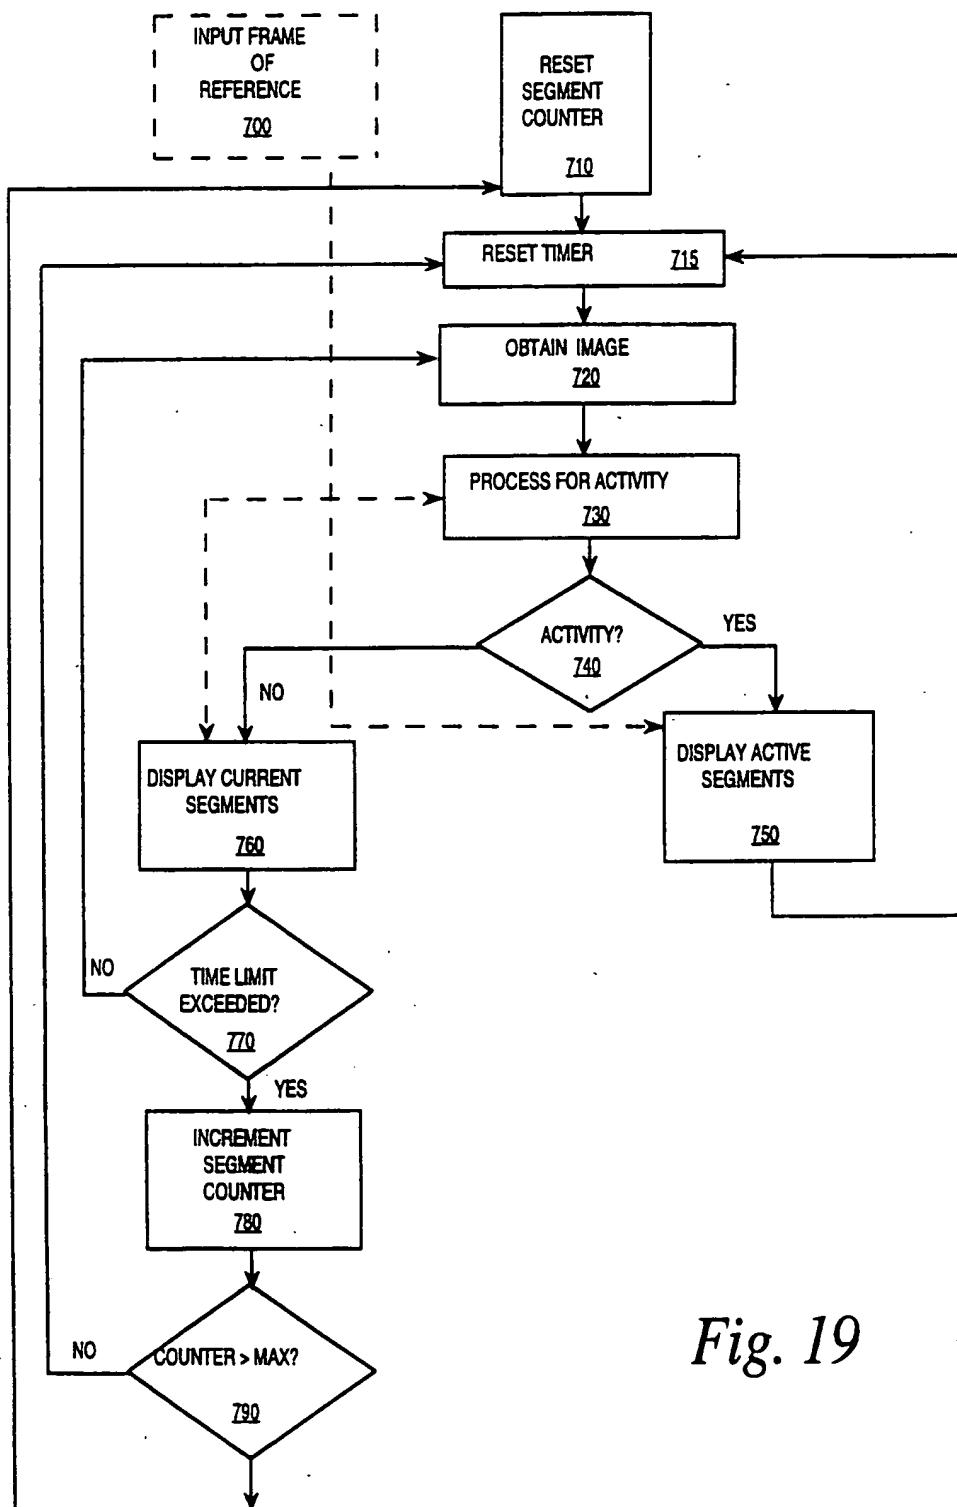 INPUT FRAME
OF
REFERENCE
700
RESET
SEGMENT
COUNTER
710
RESET TIMER 715
OBTAIN IMAGE
720
PROCESS FOR ACTIVITY
730
ACTIVITY?
740
YES
NO
DISPLAY ACTIVE
SEGMENTS
750
DISPLAY CURRENT
SEGMENTS
760
NO
TIME LIMIT
EXCEEDED?
770
YES
INCREMENT
SEGMENT
COUNTER
780
NO
COUNTER > MAX?
790
Fig. 19